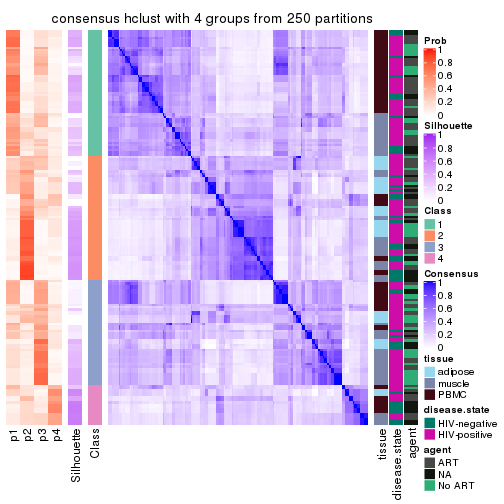 consensus hclust with 4 groups from 250 partitions
Prob
1
0.8
0.6
0.4
0.2
0
Silhouette
1
0.8
0.6
0.4
0.2
0
Class
1
2
3
4
Consensus
1
0.8
0.6
0.4
0.2
0
tissue
adipose
muscle
PBMC
disease.state
HIV-negative
HIV-positive
agent
ART
NA
No ART
p1
p2
p3
p4
Silhouette
Class
tissue
disease.state
agent